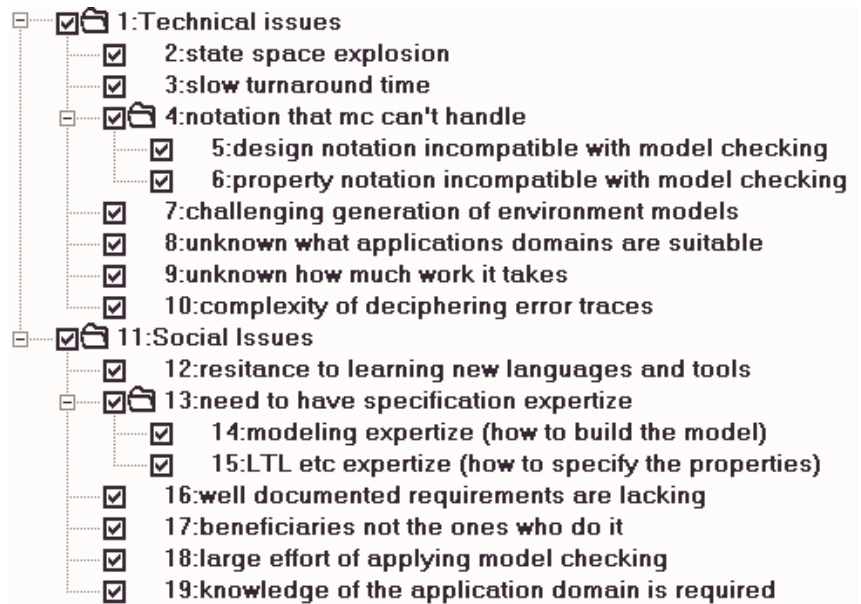 1:Technical issues
2:state space explosion
3:slow turnaround time
4:notation that mc can't handle
5:design notation incompatible with model checking
6:property notation incompatible with model checking
7:challenging generation of environment models
8:unknown what applications domains are suitable
9:unknown how much work it takes
10:complexity of deciphering error traces
11:Social Issues
12:resitance to learning new languages and tools
13:need to have specification expertize
14:modeling expertize (how to build the model)
15:LTL etc expertize (how to specify the properties)
16:well documented requirements are lacking
17:beneficiaries not the ones who do it
18:large effort of applying model checking
19:knowledge of the application domain is required